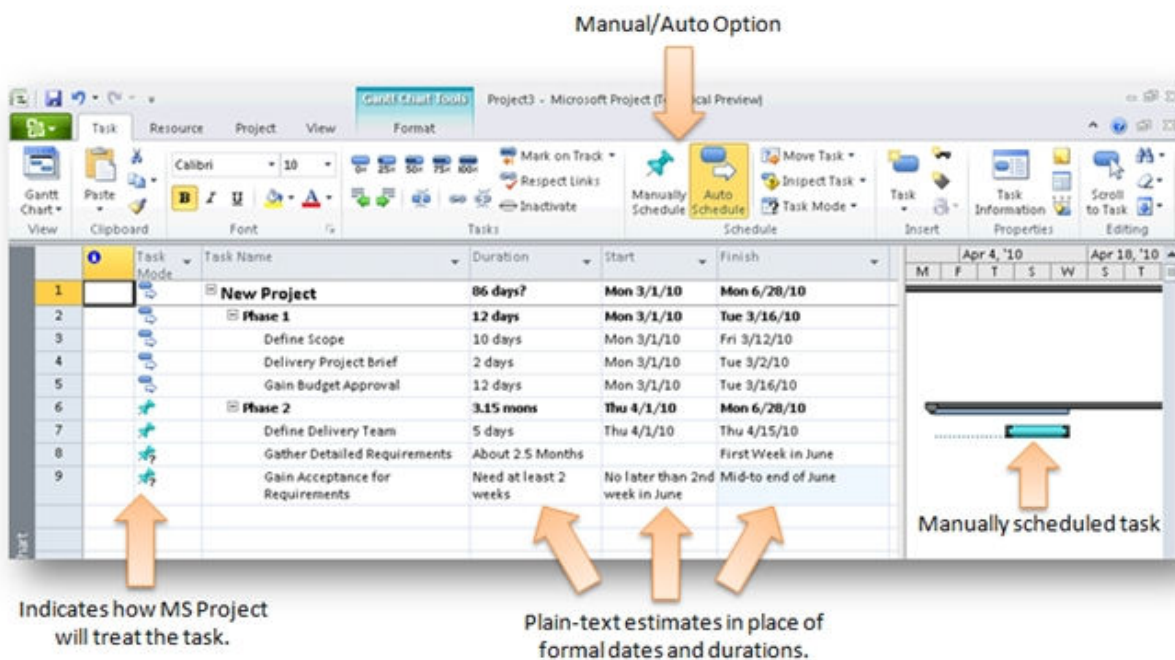 Manual/Auto Option
Gantt Chart Tools
Project3 - Microsoft Project (Te ical Preview)
Task Resource Project View Format
Calibri 10
0% 25% 50% 75% 100%
Mark on Track
Move Task
Respect Links
Inspect Task
Gantt Chart
Paste
B I U A
Inactivate
Manually Schedule
Auto Schedule
Task Mode
Task
Task Information
Scroll to Task
View Clipboard Font Tasks Schedule Insert Properties Editing
Task Mode Task Name Duration Start Finish
Apr 4, '10 Apr 18, '10
M F T S W S T
1 New Project 86 days? Mon 3/1/10 Mon 6/28/10
2 Phase 1 12 days Mon 3/1/10 Tue 3/16/10
3 Define Scope 10 days Mon 3/1/10 Fri 3/12/10
4 Delivery Project Brief 2 days Mon 3/1/10 Tue 3/2/10
5 Gain Budget Approval 12 days Mon 3/1/10 Tue 3/16/10
6 Phase 2 3.15 mons Thu 4/1/10 Mon 6/28/10
7 Define Delivery Team 5 days Thu 4/1/10 Thu 4/15/10
8 Gather Detailed Requirements About 2.5 Months First Week in June
9 Gain Acceptance for Need at least 2 No later than 2nd Mid-to end of June
Requirements weeks week in June
Manually scheduled task
Indicates how MS Project
will treat the task.
Plain-text estimates in place of
formal dates and durations.